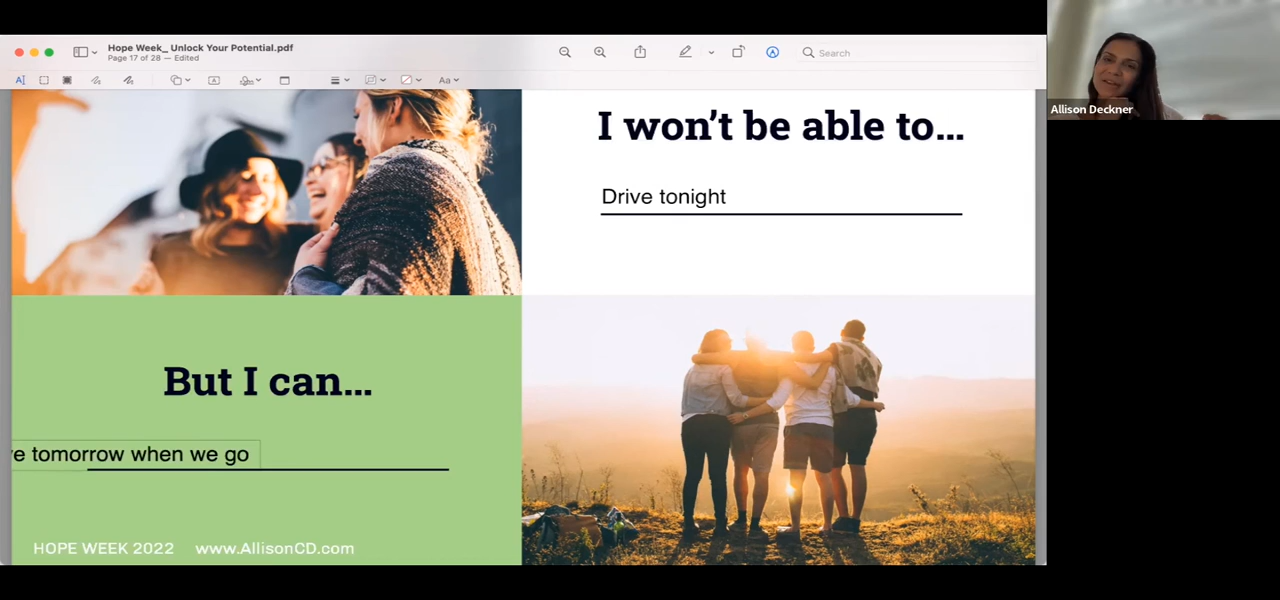 Hope Week_ Unlock Your Potential.pdf
Page 17 of 28 — Edited
Search
Aa
Allison Deckner
I won't be able to...
Drive tonight
But I can...
e tomorrow when we go
HOPE WEEK 2022 www.AllisonCD.com